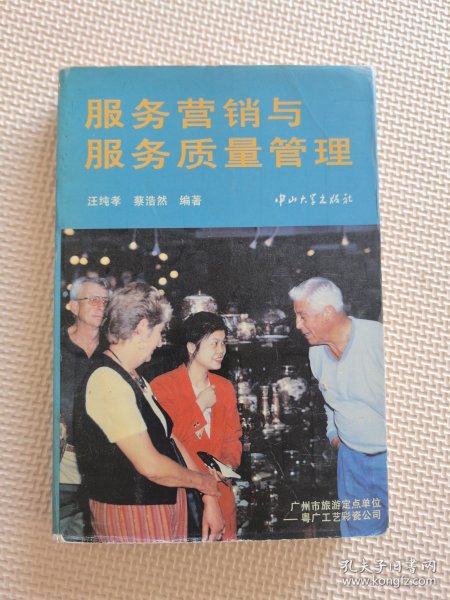 服务营销与
服务质量管理
汪纯孝 蔡浩然 编著
中山大学出版社
广州市旅游定点单位
——粤广工艺彩瓷公司
孔夫子旧书网
www.kongfz.com